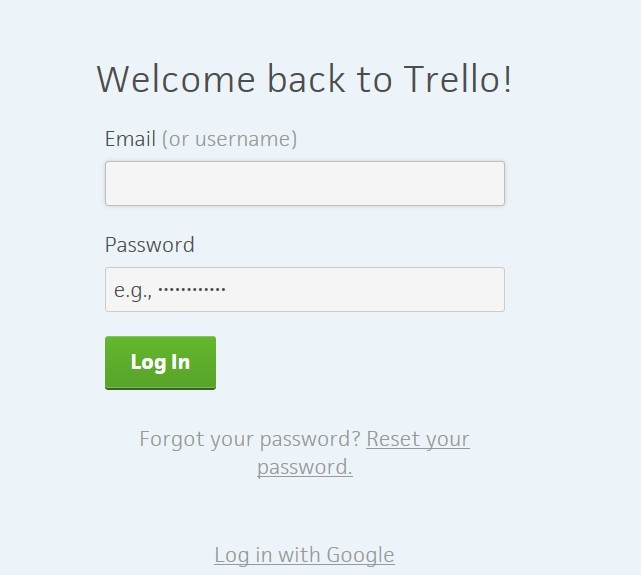 Welcome back to Trello!
Email (or username)
Password
e.g., ••••••••••••
Log In
Forgot your password? Reset your
password.
Log in with Google